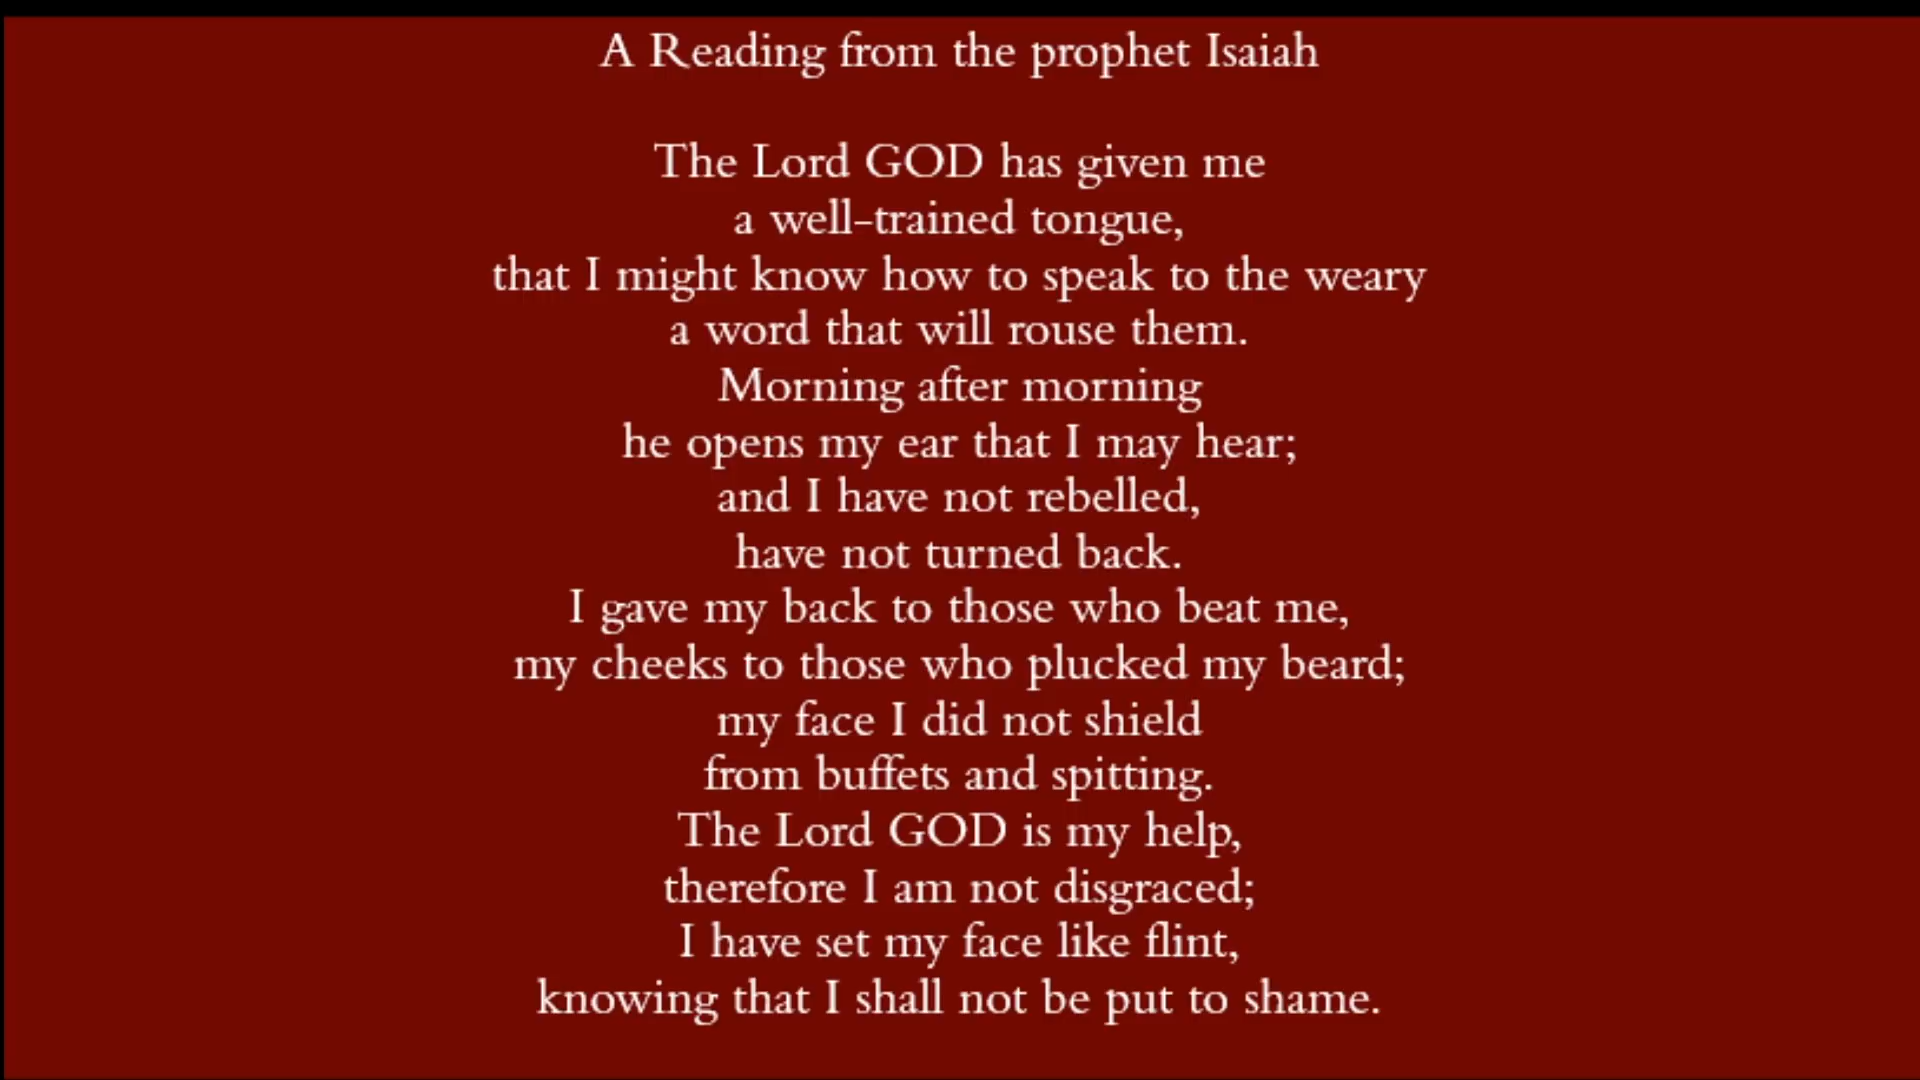 A Reading from the prophet Isaiah
The Lord GOD has given me
a well-trained tongue,
that I might know how to speak to the weary
a word that will rouse them.
Morning after morning
he opens my ear that I may hear;
and I have not rebelled,
have not turned back.
I gave my back to those who beat me,
my cheeks to those who plucked my beard;
my face I did not shield
from buffets and spitting.
The Lord GOD is my help,
therefore I am not disgraced;
I have set my face like flint,
knowing that I shall not be put to shame.